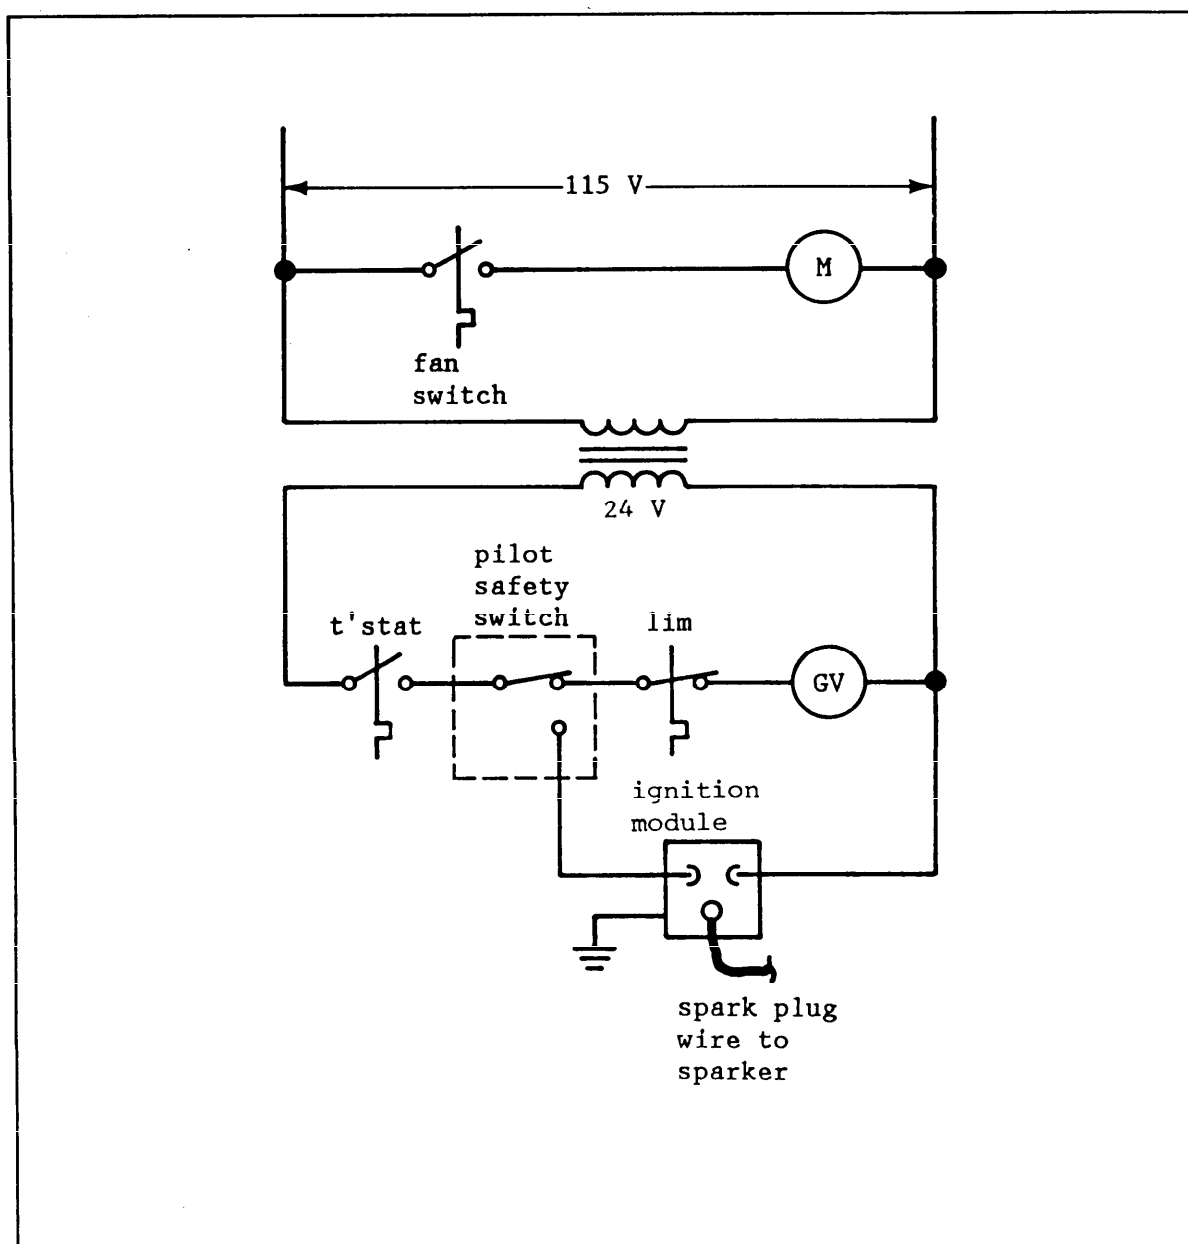 115 V
M
fan
switch
24 V
pilot
safety
switch
t'stat
lim
GV
ignition
module
spark plug
wire to
sparker